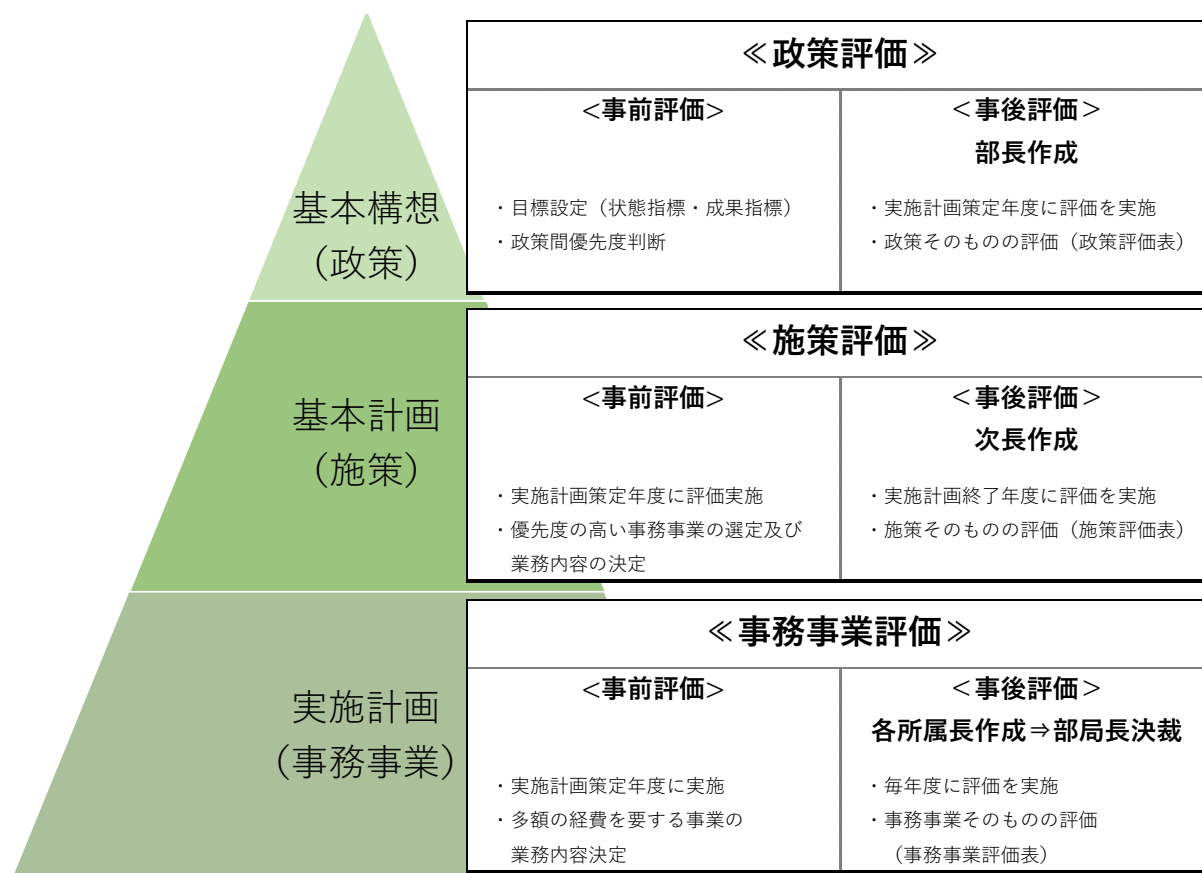 基本構想
（政策）
≪政策評価≫
<事前評価>
・目標設定（状態指標・成果指標）
・政策間優先度判断
＜事後評価＞
部長作成
・実施計画策定年度に評価を実施
・政策そのものの評価（政策評価表）
基本計画
（施策）
≪施策評価≫
<事前評価>
・実施計画策定年度に評価実施
・優先度の高い事務事業の選定及び
業務内容の決定
＜事後評価＞
次長作成
・実施計画終了年度に評価を実施
・施策そのものの評価（施策評価表）
実施計画
（事務事業）
≪事務事業評価≫
<事前評価>
・実施計画策定年度に実施
・多額の経費を要する事業の
業務内容決定
＜事後評価＞
各所属長作成⇒部局長決裁
・毎年度に評価を実施
・事務事業そのものの評価
（事務事業評価表）